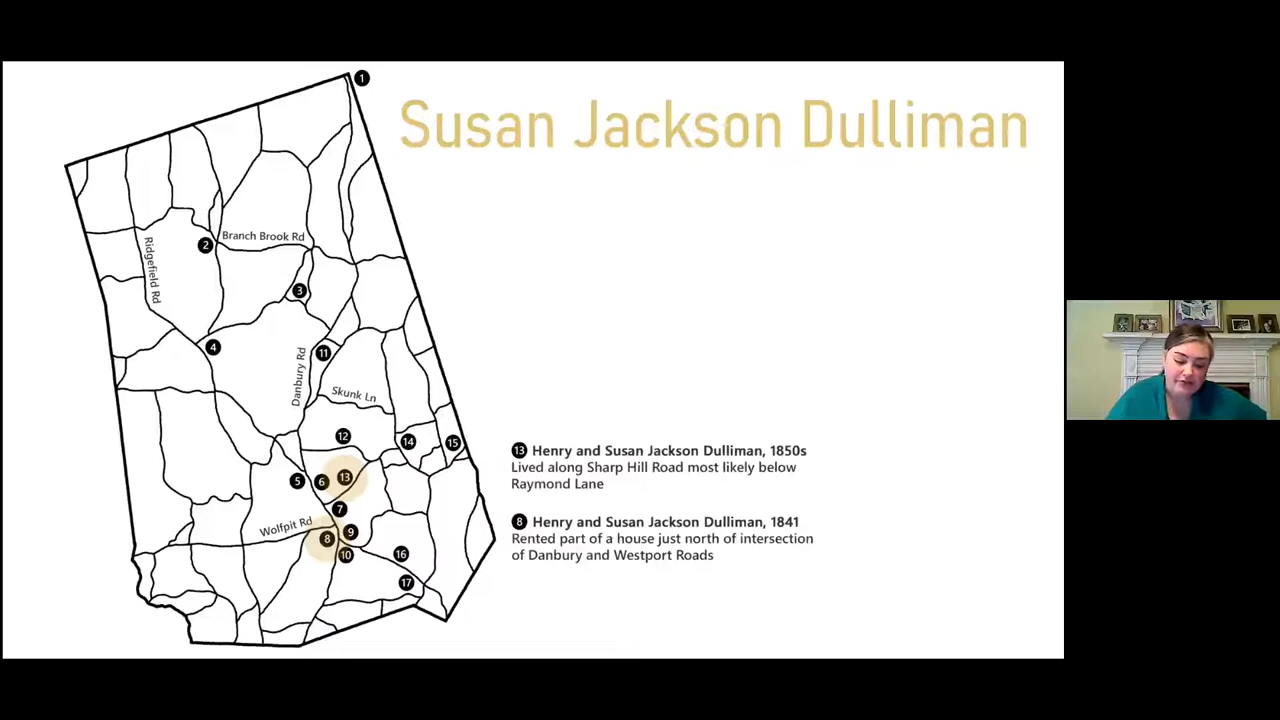 1
Susan Jackson Dulliman
2
Branch Brook Rd
Ridgefield Rd
3
4
11
Danbury Rd
Skunk Ln
12
14
15
13 Henry and Susan Jackson Dulliman, 1850s
Lived along Sharp Hill Road most likely below
Raymond Lane
5
6
13
7
Wolfpit Rd
8
9
10
16
17
8 Henry and Susan Jackson Dulliman, 1841
Rented part of a house just north of intersection
of Danbury and Westport Roads